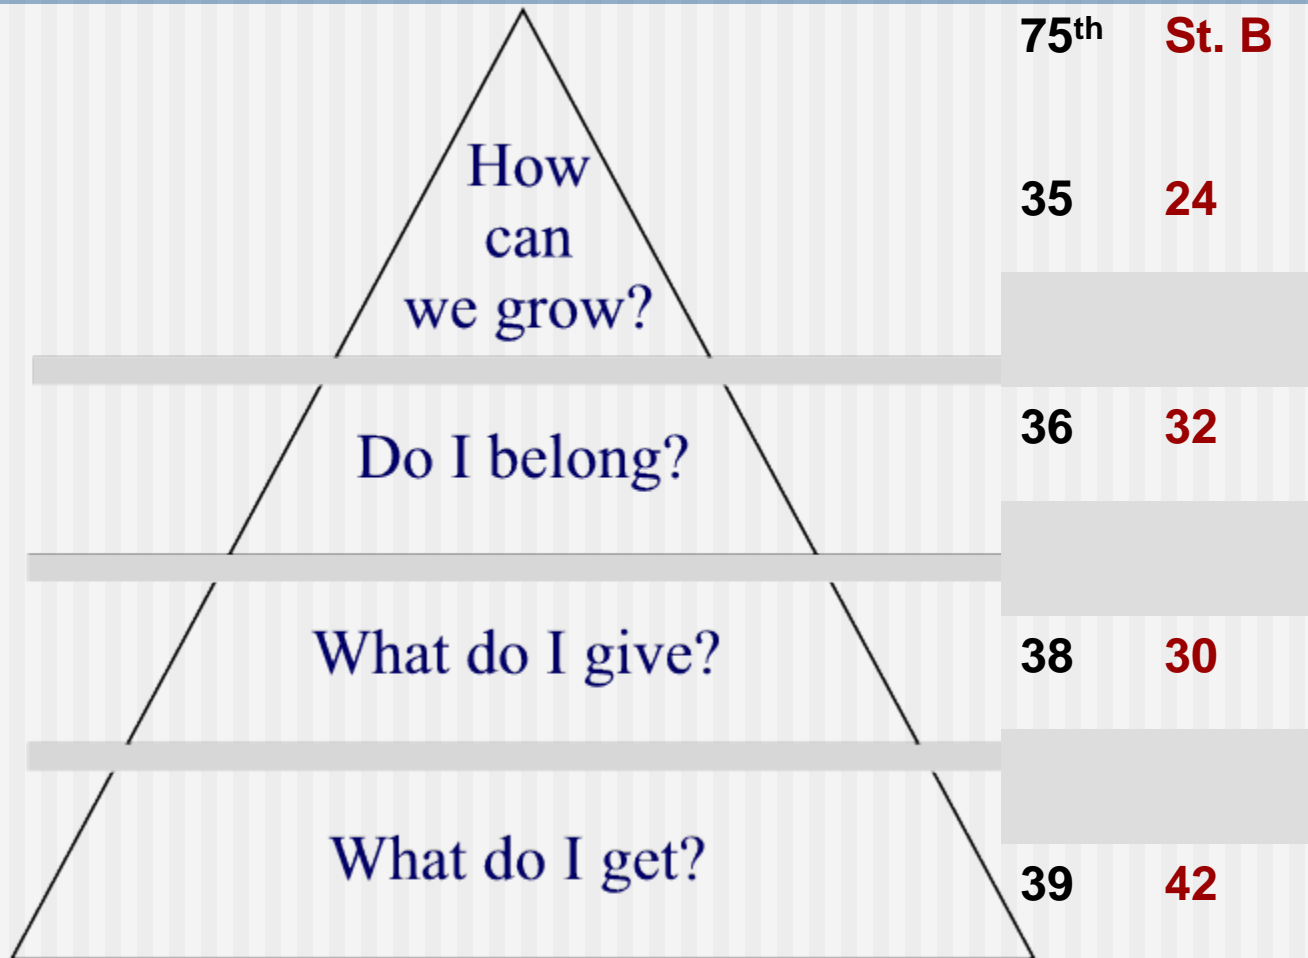 75th St. B
How
can
we grow?
35 24
Do I belong?
36 32
What do I give?
38 30
What do I get?
39 42